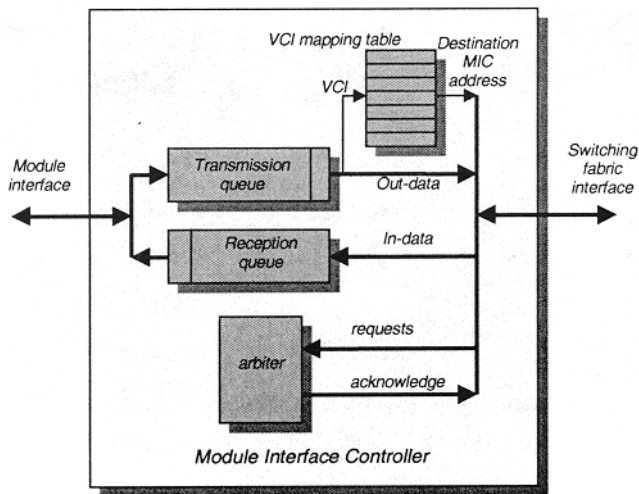 VCI mapping table
Destination
MIC
address
VCI
Module
interface
Transmission
queue
Out-data
Switching
fabric
interface
Reception
queue
In-data
requests
arbiter
acknowledge
Module Interface Controller